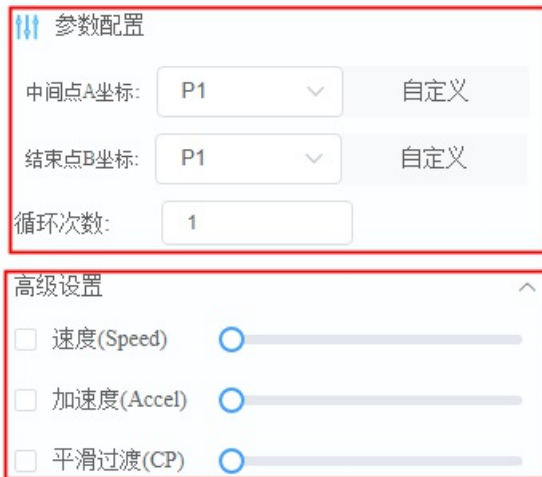 参数配置
中间点A坐标: P1 自定义
结束点B坐标: P1 自定义
循环次数: 1
高级设置
速度(Speed)
加速度(Accel)
平滑过渡(CP)